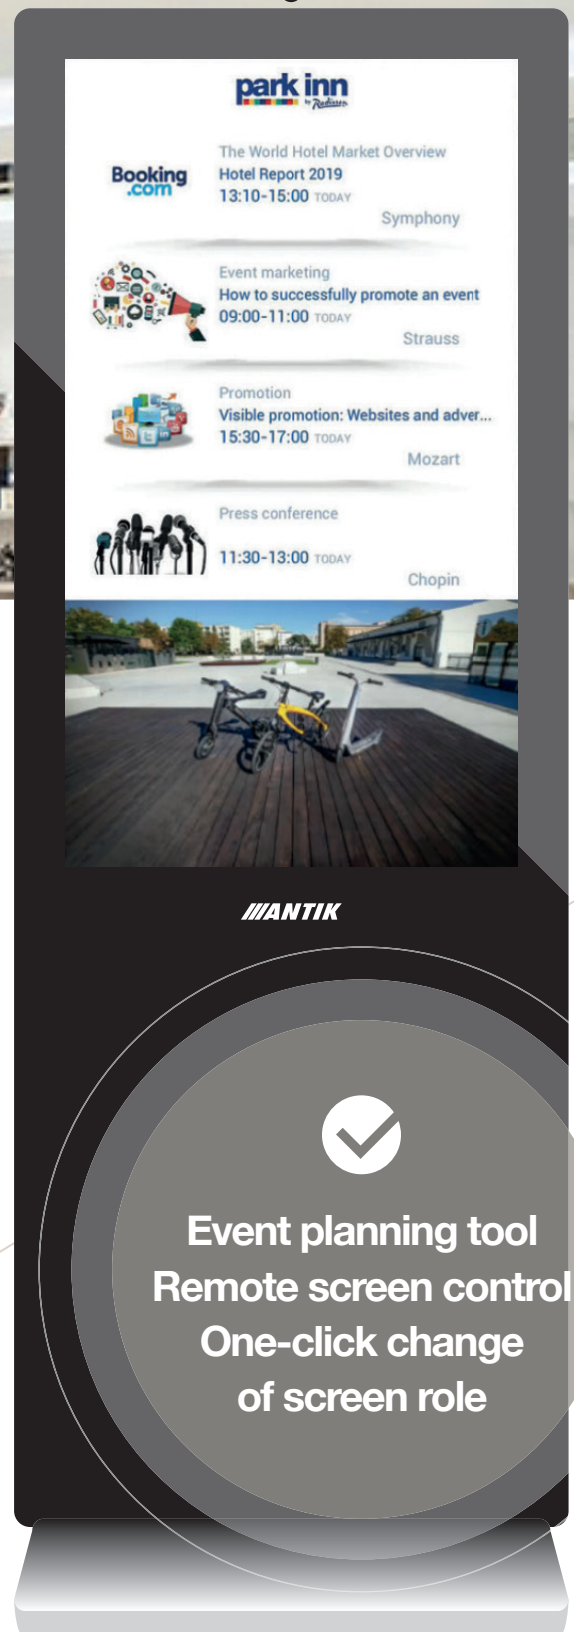 park inn
by Radisson
Booking
.com
The World Hotel Market Overview
Hotel Report 2019
13:10-15:00 TODAY
Symphony
Event marketing
How to successfully promote an event
09:00-11:00 TODAY
Strauss
Promotion
Visible promotion: Websites and adver...
15:30-17:00 TODAY
Mozart
Press conference
11:30-13:00 TODAY
Chopin
ANTIK
Event planning tool
Remote screen control
One-click change
of screen role